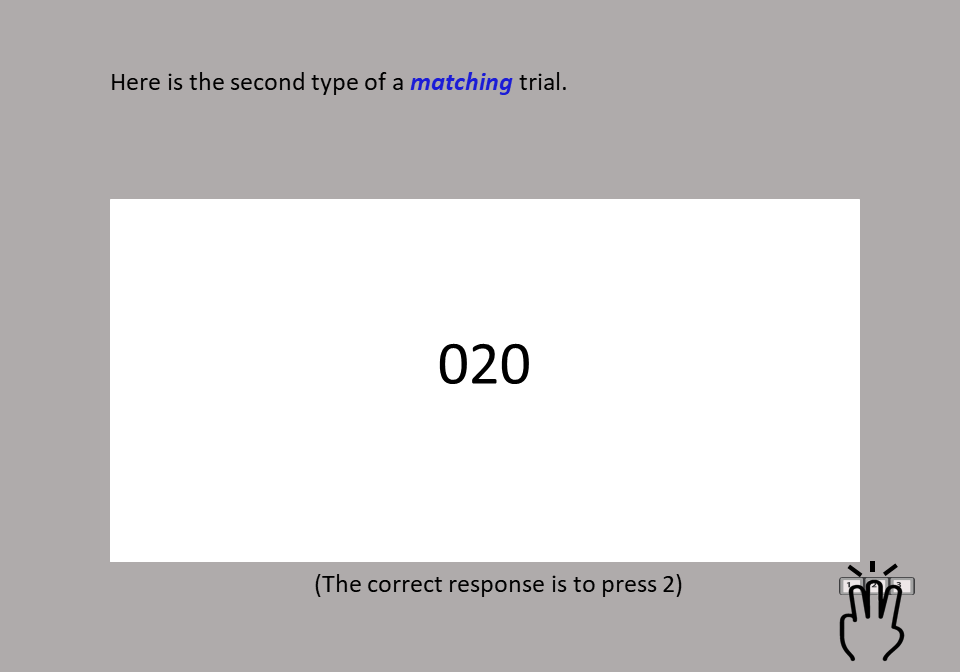 Here is the second type of a matching trial.
020
(The correct response is to press 2)
1 2 3